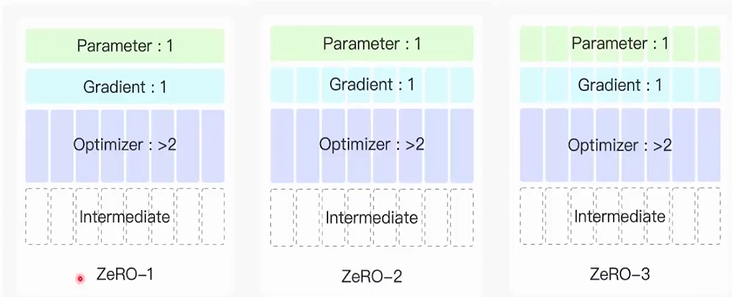 Parameter : 1
Gradient : 1
Optimizer : >2
Intermediate
ZeRO-1
Parameter : 1
Gradient : 1
Optimizer : >2
Intermediate
ZeRO-2
Parameter : 1
Gradient : 1
Optimizer : >2
Intermediate
ZeRO-3